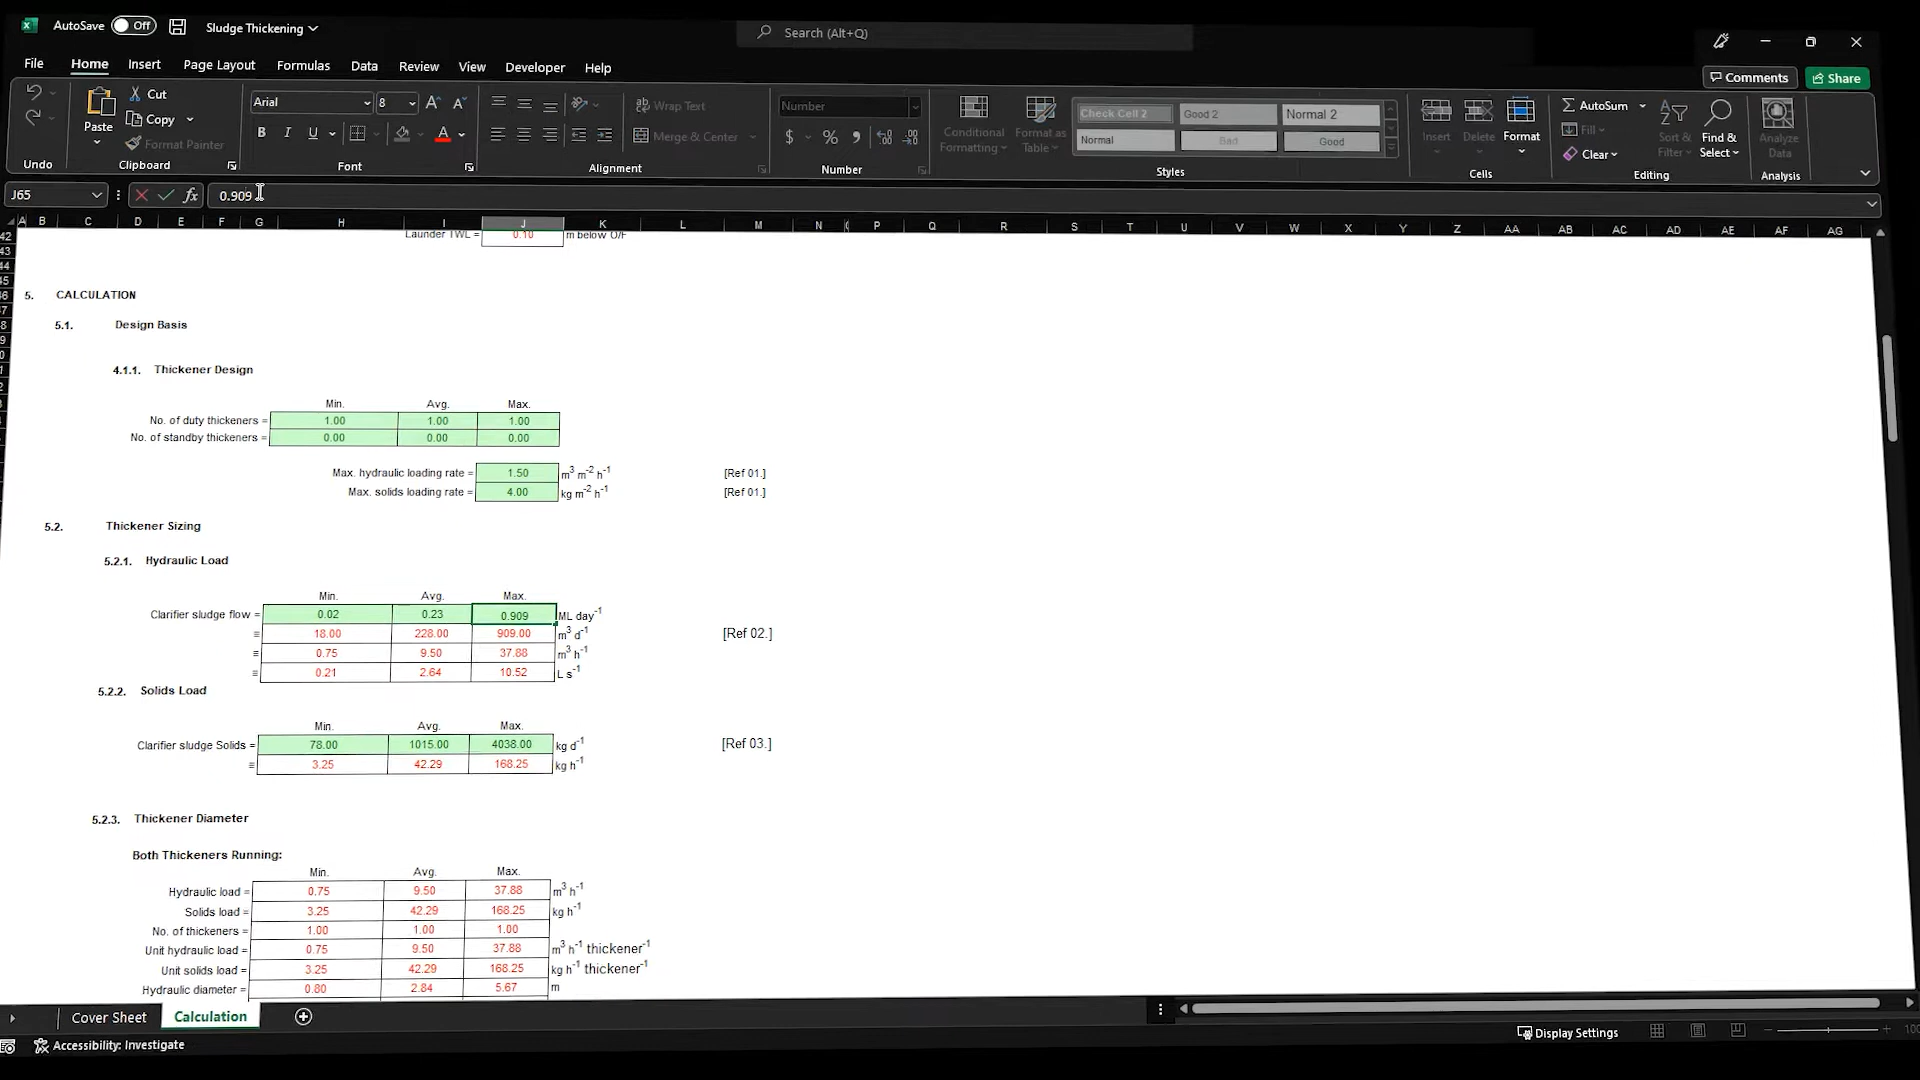 AutoSave Off Sludge Thickening Search (Alt+Q)
File Home Insert Page Layout Formulas Data Review View Developer Help Comments Share
Paste Cut Copy Format Painter Arial 8 B I U Wrap Text Merge & Center Number $ % Conditional Formatting Format as Table Check Cell 2 Good 2 Normal 2 Normal Bad Good Insert Delete Format AutoSum Fill Clear Sort & Filter Find & Select Analyze Data
Undo Clipboard Font Alignment Number Styles Cells Editing Analysis
J65 fx 0.909
A B C D E F G H I J K L M N P Q R S T U V W X Y Z AA AB AC AD AE AF AG
Launder TWL = 0.10 m below O/F
5. CALCULATION
5.1. Design Basis
4.1.1. Thickener Design
Min. Avg. Max.
No. of duty thickeners = 1.00 1.00 1.00
No. of standby thickeners = 0.00 0.00 0.00
Max. hydraulic loading rate = 1.50 m3 m-2 h-1 [Ref 01.]
Max. solids loading rate = 4.00 kg m-2 h-1 [Ref 01.]
5.2. Thickener Sizing
5.2.1. Hydraulic Load
Min. Avg. Max.
Clarifier sludge flow = 0.02 0.23 0.909 ML day-1
≡ 18.00 228.00 909.00 m3 d-1 [Ref 02.]
≡ 0.75 9.50 37.88 m3 h-1
≡ 0.21 2.64 10.52 L s-1
5.2.2. Solids Load
Min. Avg. Max.
Clarifier sludge Solids = 78.00 1015.00 4038.00 kg d-1 [Ref 03.]
≡ 3.25 42.29 168.25 kg h-1
5.2.3. Thickener Diameter
Both Thickeners Running:
Min. Avg. Max.
Hydraulic load = 0.75 9.50 37.88 m3 h-1
Solids load = 3.25 42.29 168.25 kg h-1
No. of thickeners = 1.00 1.00 1.00
Unit hydraulic load = 0.75 9.50 37.88 m3 h-1 thickener-1
Unit solids load = 3.25 42.29 168.25 kg h-1 thickener-1
Hydraulic diameter = 0.80 2.84 5.67 m
Cover Sheet Calculation
Accessibility: Investigate Display Settings